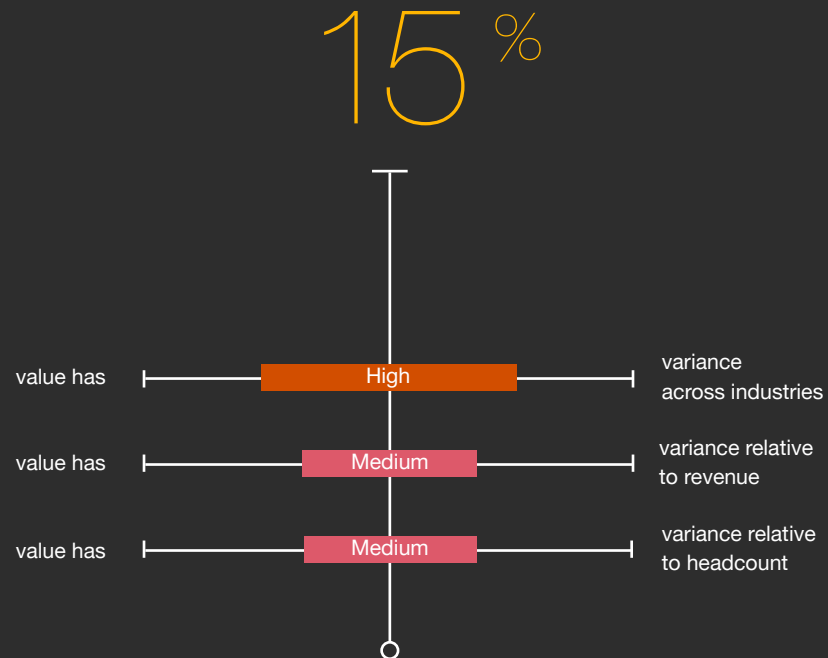 15%
value has
High
variance
across industries
value has
Medium
variance relative
to revenue
value has
Medium
variance relative
to headcount